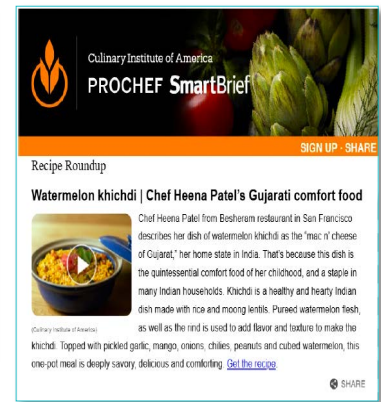 Culinary Institute of America
PROCHEF SmartBrief
SIGN UP · SHARE
Recipe Roundup
Watermelon khichdi | Chef Heena Patel's Gujarati comfort food
Chef Heena Patel from Besharam restaurant in San Francisco
describes her dish of watermelon khichdi as the "mac n' cheese
of Gujarat," her home state in India. That's because this dish is
the quintessential comfort food of her childhood, and a staple in
many Indian households. Khichdi is a healthy and hearty Indian
dish made with rice and moong lentils. Pureed watermelon flesh,
(Culinary Institute of America)
as well as the rind is used to add flavor and texture to make the
khichdi. Topped with pickled garlic, mango, onions, chilies, peanuts and cubed watermelon, this
one-pot meal is deeply savory, delicious and comforting. Get the recipe.
SHARE